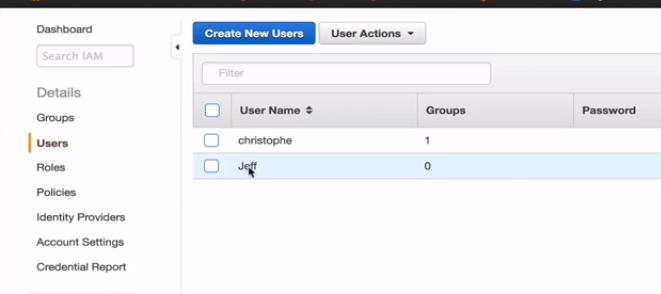 Dashboard
Search IAM
Details
Groups
Users
Roles
Policies
Identity Providers
Account Settings
Credential Report
Create New Users
User Actions
Filter
User Name Groups Password
christophe 1
Jeff 0